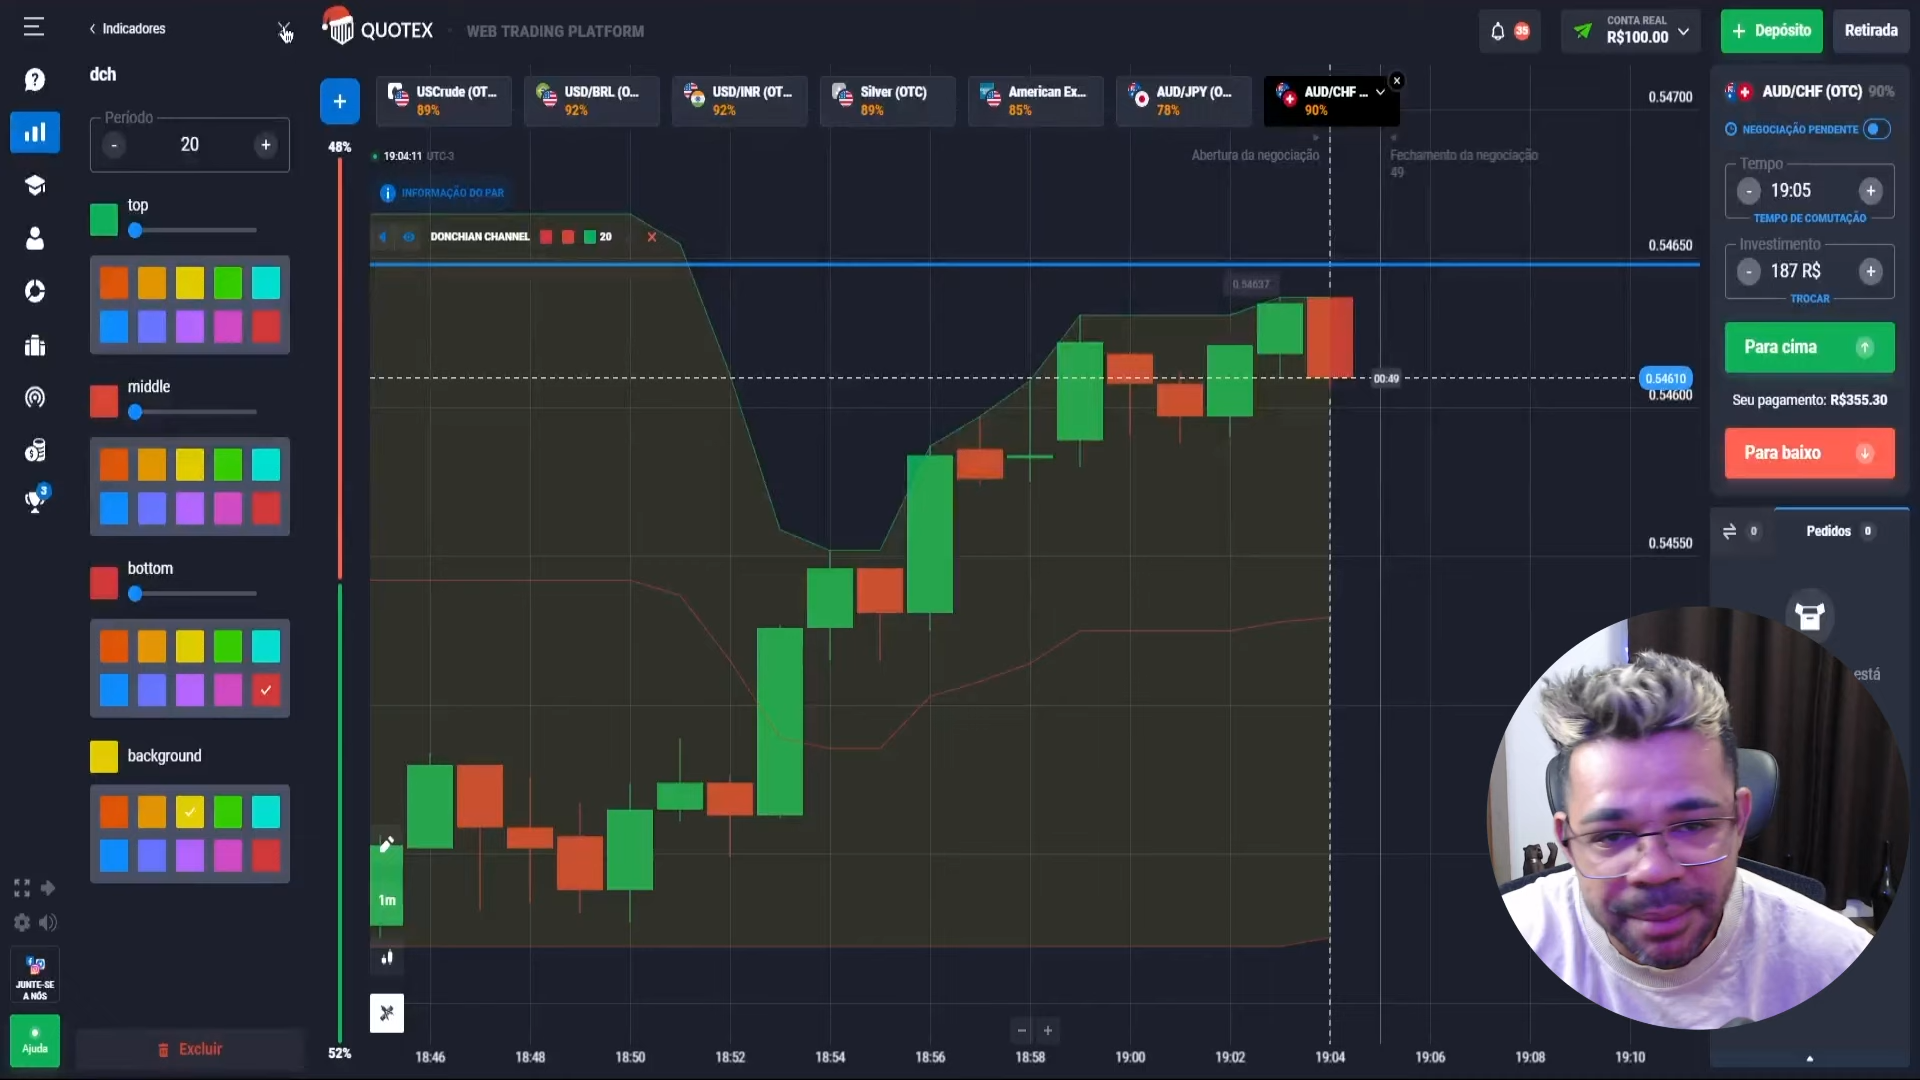 Indicadores
dch
Período
- 20 +
top
middle
bottom
background
Excluir
3
JUNTE-SE
A NÓS
Ajuda
QUOTEX
WEB TRADING PLATFORM
35
CONTA REAL
R$100.00
+ Depósito
Retirada
+
USCrude (OT...
89%
USD/BRL (O...
92%
USD/INR (OT...
92%
Silver (OTC)
89%
American Ex...
85%
AUD/JPY (O...
78%
AUD/CHF ...
90%
48%
19:04:11 UTC-3
INFORMAÇÃO DO PAR
DONCHIAN CHANNEL 20
Abertura da negociação
Fechamento da negociação
49
0.54637
00:49
0.54700
0.54650
0.54610
0.54600
0.54550
1m
52%
- +
18:46 18:48 18:50 18:52 18:54 18:56 18:58 19:00 19:02 19:04 19:06 19:08 19:10
AUD/CHF (OTC) 90%
NEGOCIAÇÃO PENDENTE
Tempo
- 19:05 +
TEMPO DE COMUTAÇÃO
Investimento
- 187 R$ +
TROCAR
Para cima
Seu pagamento: R$355.30
Para baixo
0
Pedidos 0
está